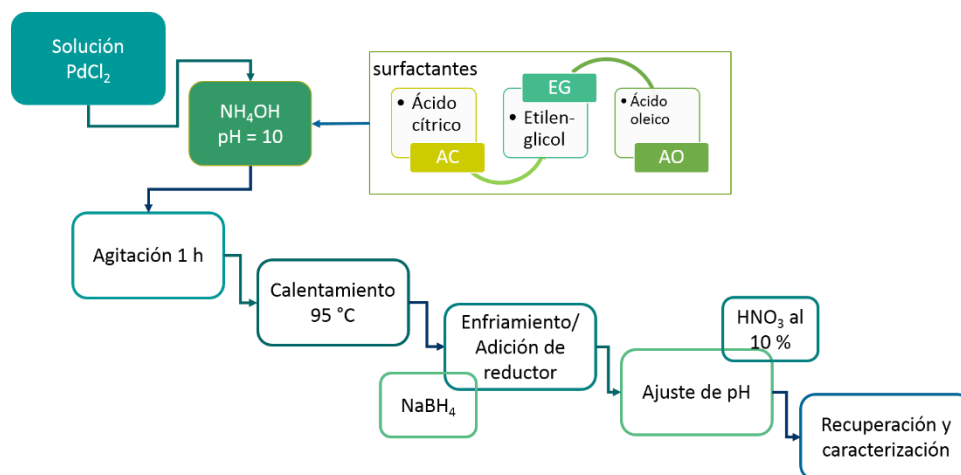 Solución
PdCl₂
NH₄OH
pH = 10
surfactantes
• Ácido
cítrico
AC
EG
• Etilen-
glicol
• Ácido
oleico
AO
Agitación 1 h
Calentamiento
95 °C
Enfriamiento/
Adición de
reductor
NaBH₄
HNO₃ al
10 %
Ajuste de pH
Recuperación y
caracterización